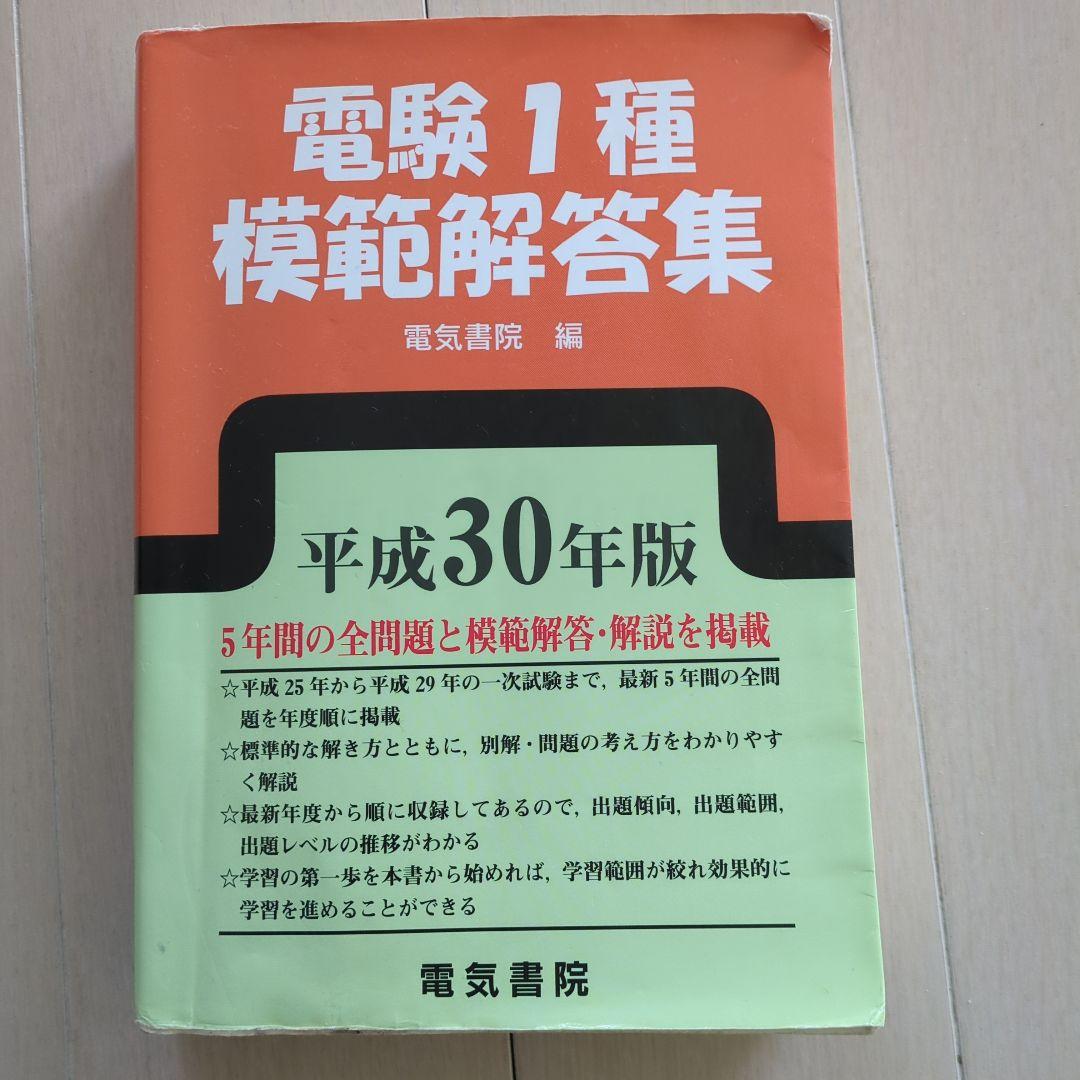 電験1種
模範解答集
電気書院 編
平成30年版
5年間の全問題と模範解答・解説を掲載
☆平成25年から平成29年の一次試験まで,最新5年間の全問
題を年度順に掲載
☆標準的な解き方とともに,別解・問題の考え方をわかりやす
く解説
☆最新年度から順に収録してあるので,出題傾向,出題範囲,
出題レベルの推移がわかる
☆学習の第一歩を本書から始めれば,学習範囲が絞れ効果的に
学習を進めることができる
電気書院